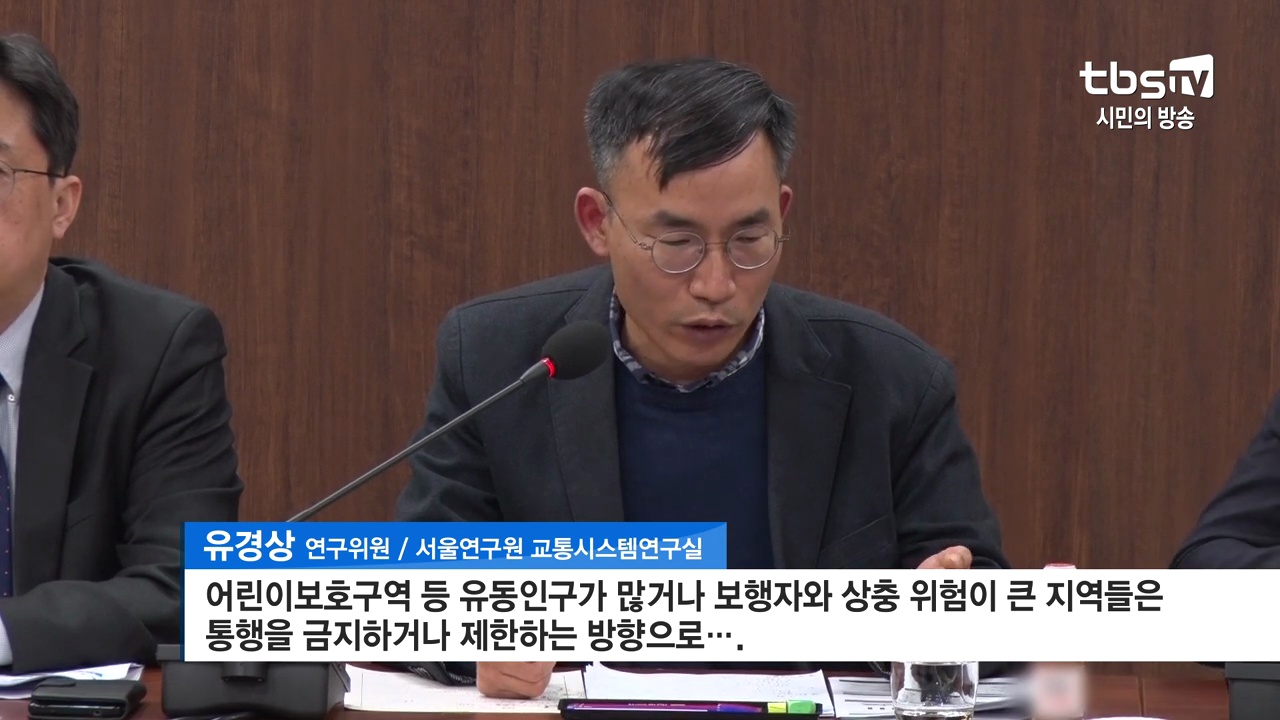 tbsTV
시민의 방송
유경상 연구위원 / 서울연구원 교통시스템연구실
어린이보호구역 등 유동인구가 많거나 보행자와 상충 위험이 큰 지역들은
통행을 금지하거나 제한하는 방향으로….